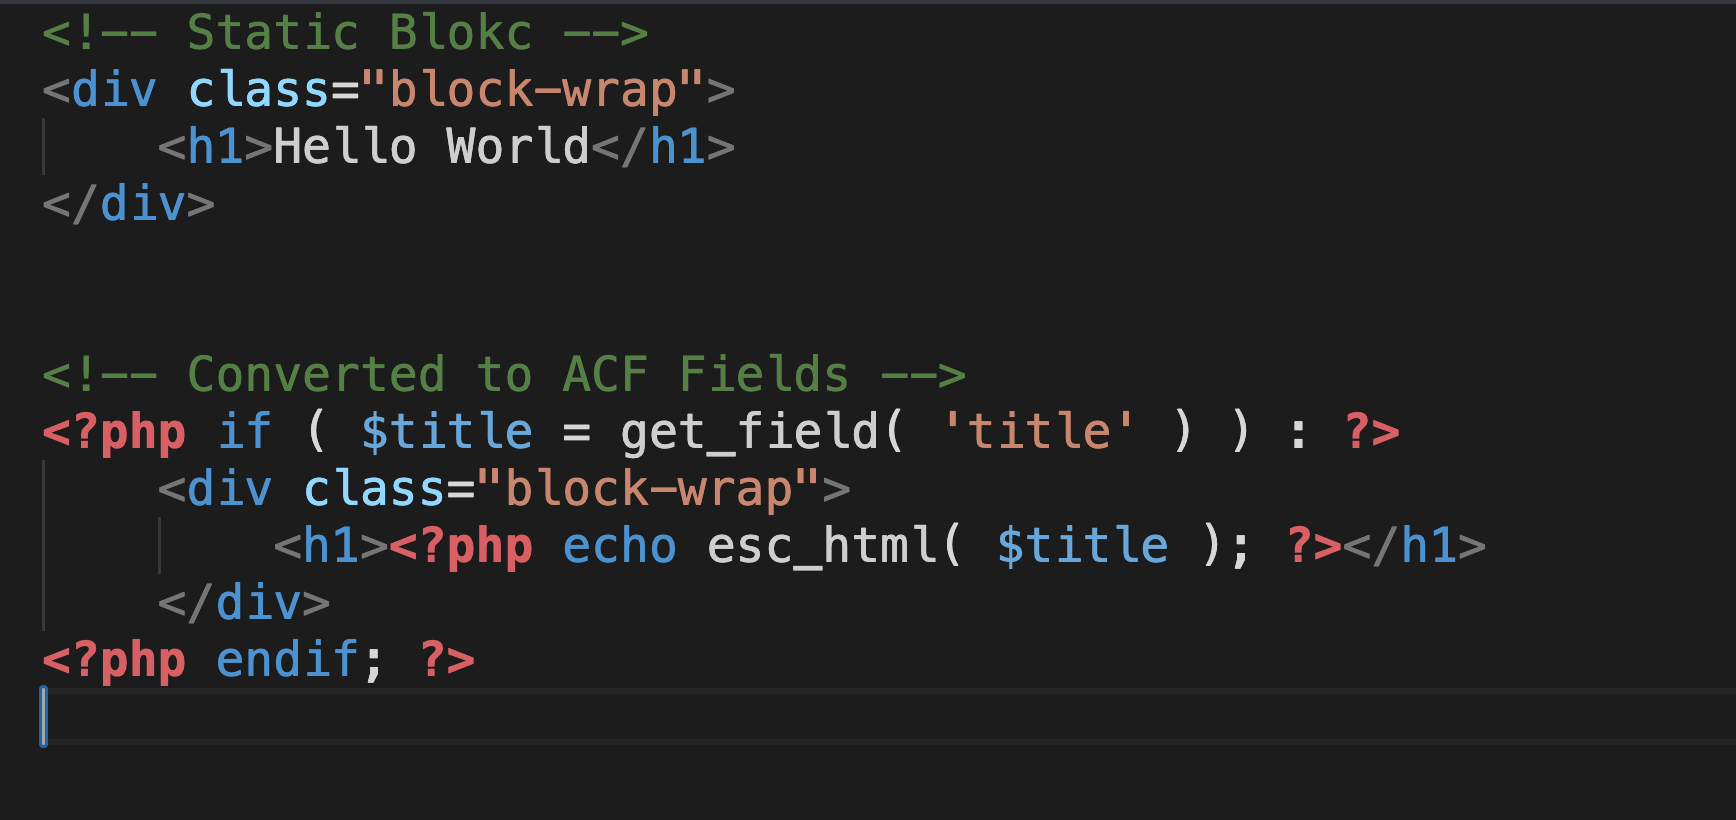 <!-- Static Blokc -->
<div class="block-wrap">
    <h1>Hello World</h1>
</div>
<!-- Converted to ACF Fields -->
<?php if ( $title = get_field( 'title' ) ) : ?>
    <div class="block-wrap">
        <h1><?php echo esc_html( $title ); ?></h1>
    </div>
<?php endif; ?>